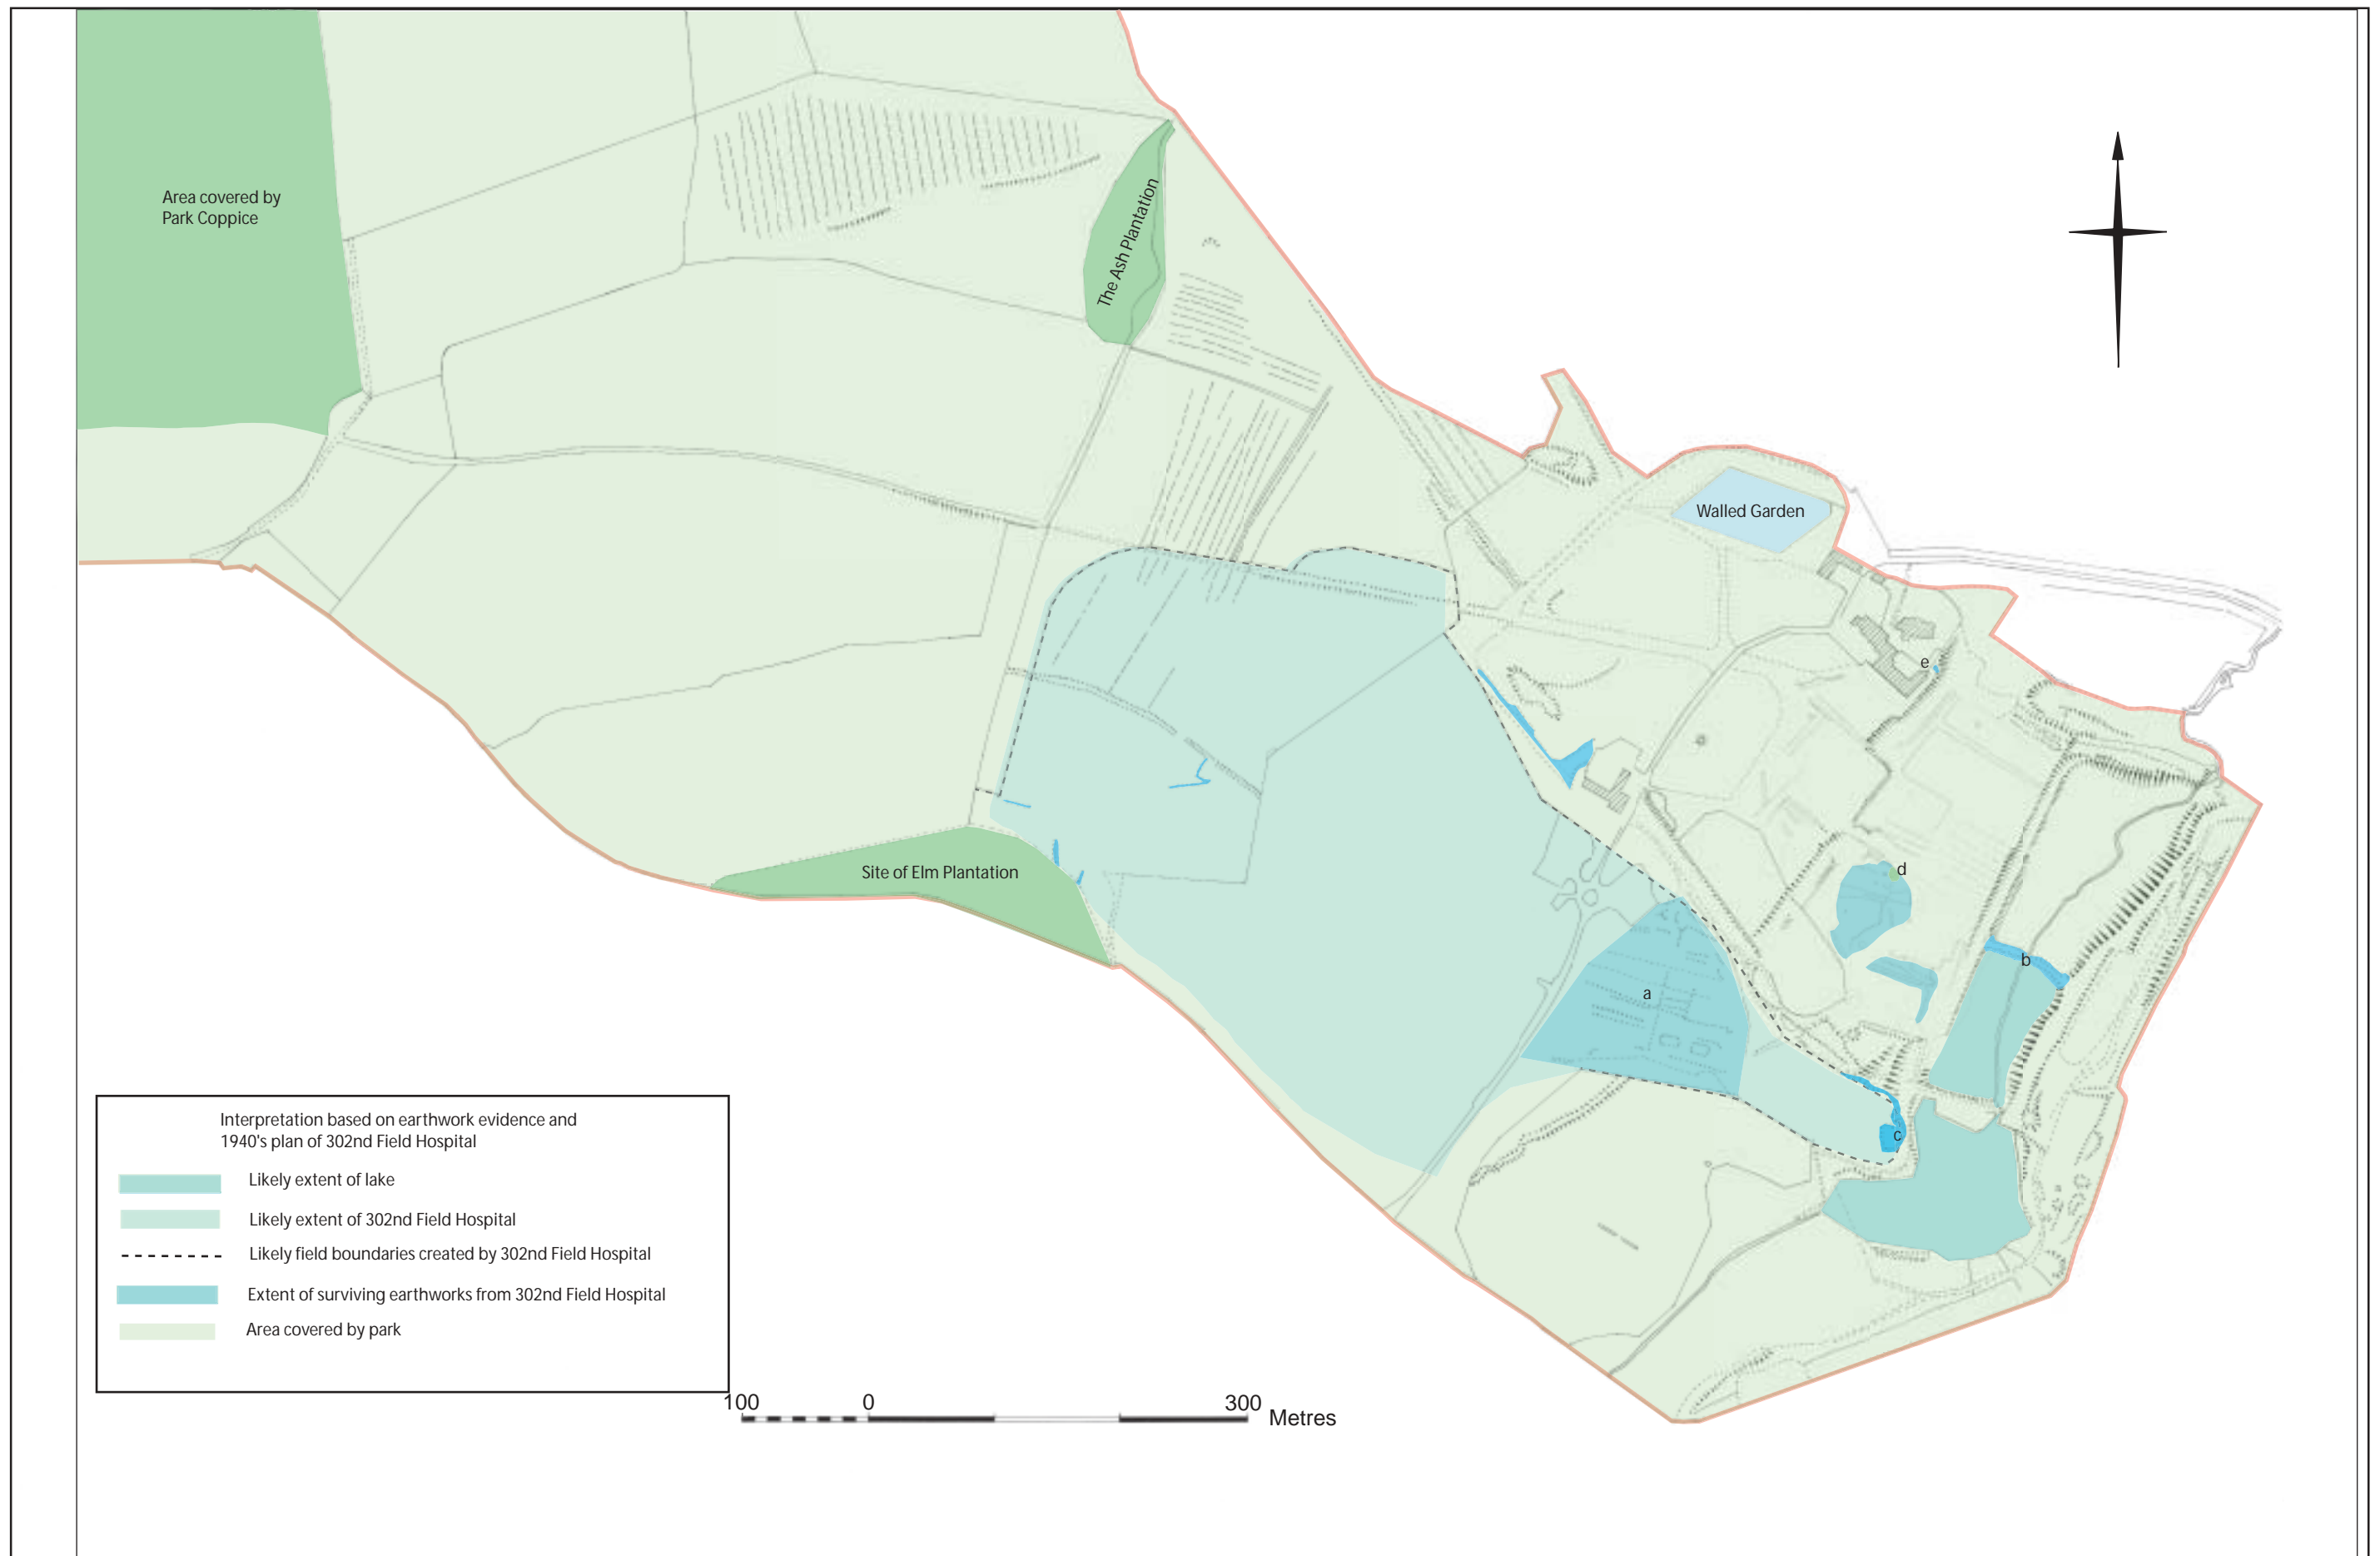 Area covered by
Park Coppice
The Ash Plantation
Walled Garden
e
d
Site of Elm Plantation
b
a
c
Interpretation based on earthwork evidence and
1940's plan of 302nd Field Hospital
Likely extent of lake
Likely extent of 302nd Field Hospital
Likely field boundaries created by 302nd Field Hospital
Extent of surviving earthworks from 302nd Field Hospital
Area covered by park
100 0 300
Metres